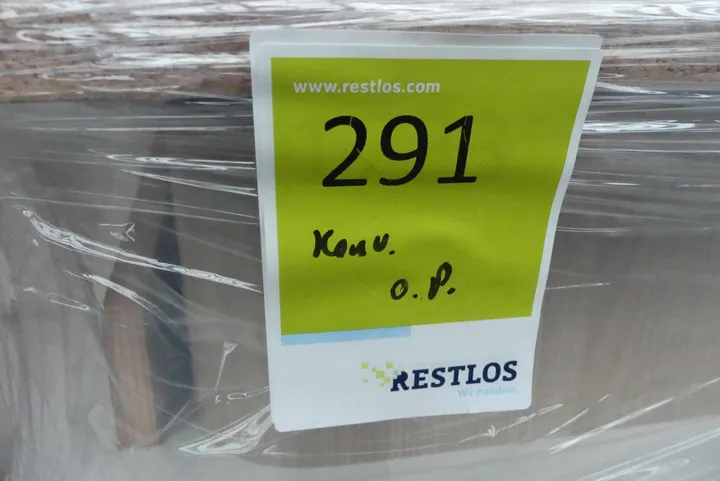 www.restlos.com
291
Konv.
o.P.
RESTLOS
Wir handeln.